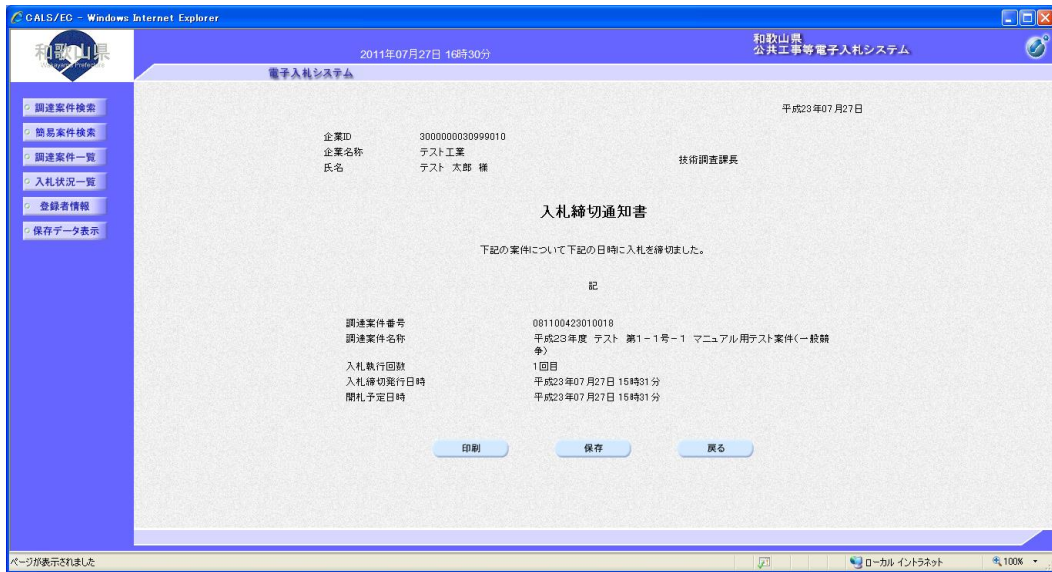 CALS/EC - Windows Internet Explorer
和歌山県
Wakayama Prefecture
2011年07月27日 16時30分
和歌山県
公共工事等電子入札システム
電子入札システム
調達案件検索
簡易案件検索
調達案件一覧
入札状況一覧
登録者情報
保存データ表示
平成23年07月27日
企業ID 3000000030999010
企業名称 テスト工業
氏名 テスト 太郎 様
技術調査課長
入札締切通知書
下記の案件について下記の日時に入札を締切ました。
記
調達案件番号 081100423010018
調達案件名称 平成23年度 テスト 第1-1号-1 マニュアル用テスト案件(一般競
争)
入札執行回数 1回目
入札締切発行日時 平成23年07月27日 15時31分
開札予定日時 平成23年07月27日 15時31分
印刷 保存 戻る
ページが表示されました ローカル イントラネット 100%